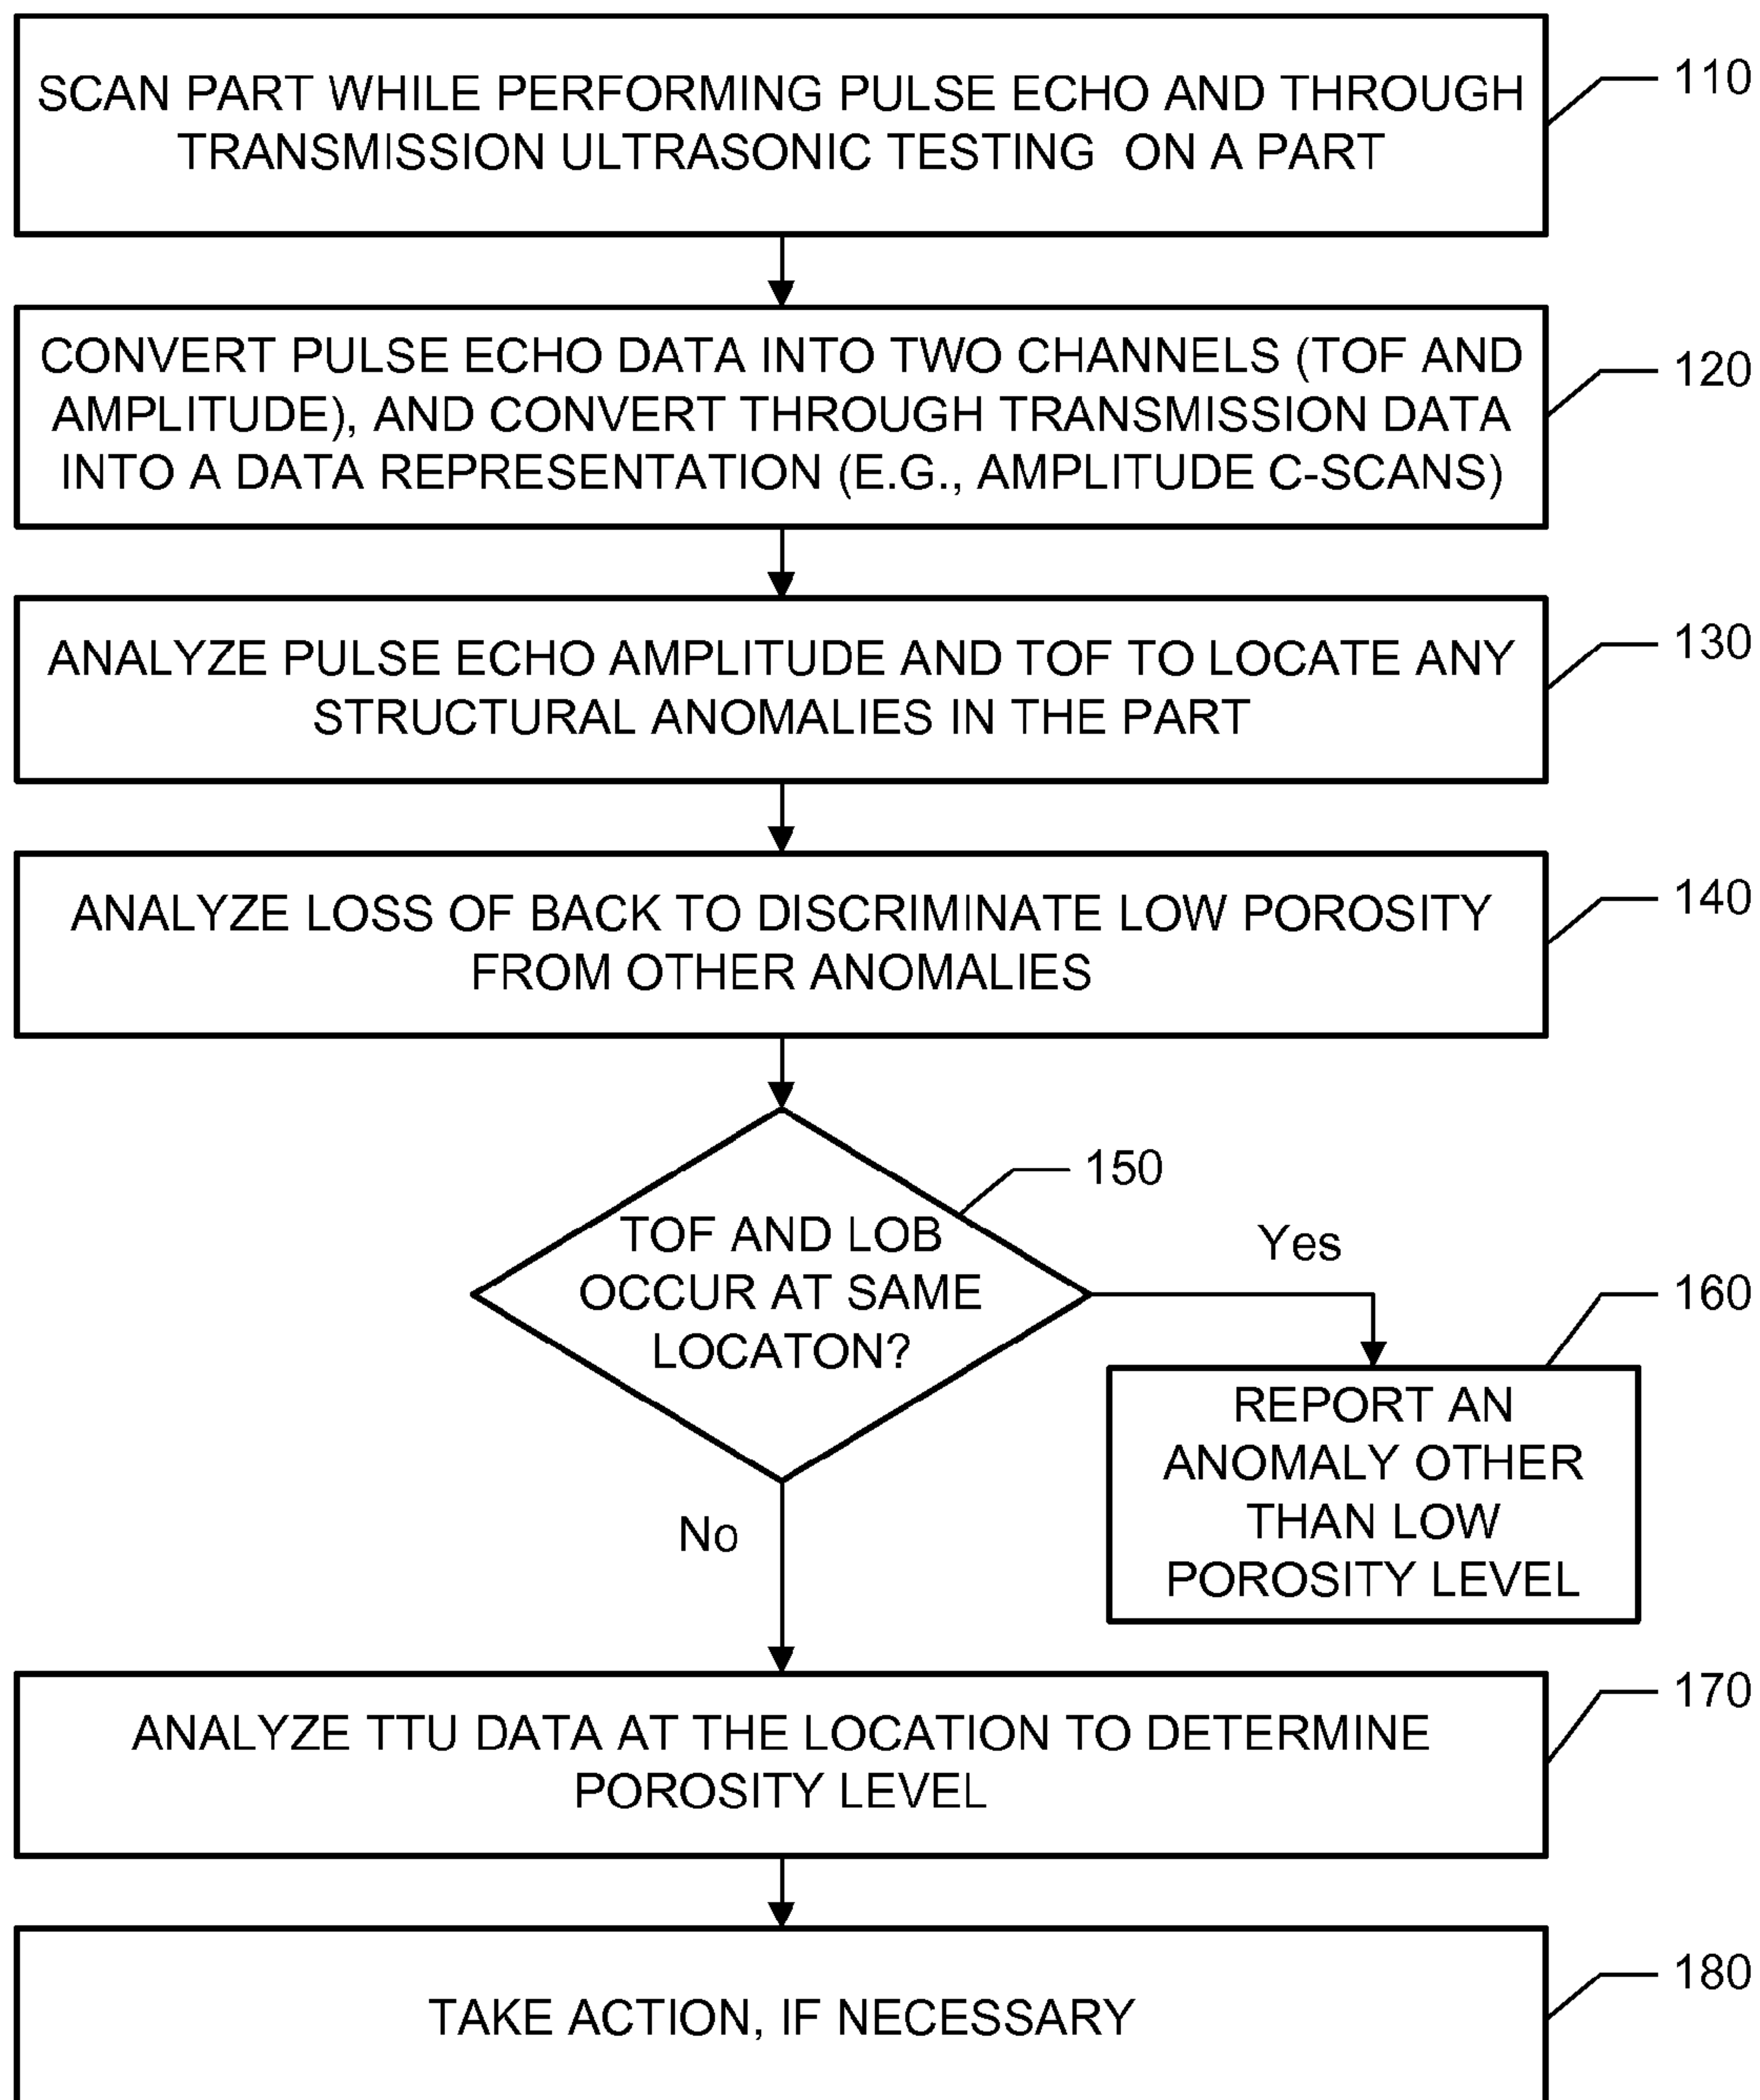 SCAN PART WHILE PERFORMING PULSE ECHO AND THROUGH
TRANSMISSION ULTRASONIC TESTING ON A PART
110
CONVERT PULSE ECHO DATA INTO TWO CHANNELS (TOF AND
AMPLITUDE), AND CONVERT THROUGH TRANSMISSION DATA
INTO A DATA REPRESENTATION (E.G., AMPLITUDE C-SCANS)
120
ANALYZE PULSE ECHO AMPLITUDE AND TOF TO LOCATE ANY
STRUCTURAL ANOMALIES IN THE PART
130
ANALYZE LOSS OF BACK TO DISCRIMINATE LOW POROSITY
FROM OTHER ANOMALIES
140
150
TOF AND LOB
OCCUR AT SAME
LOCATON?
Yes
160
REPORT AN
ANOMALY OTHER
THAN LOW
POROSITY LEVEL
No
170
ANALYZE TTU DATA AT THE LOCATION TO DETERMINE
POROSITY LEVEL
180
TAKE ACTION, IF NECESSARY